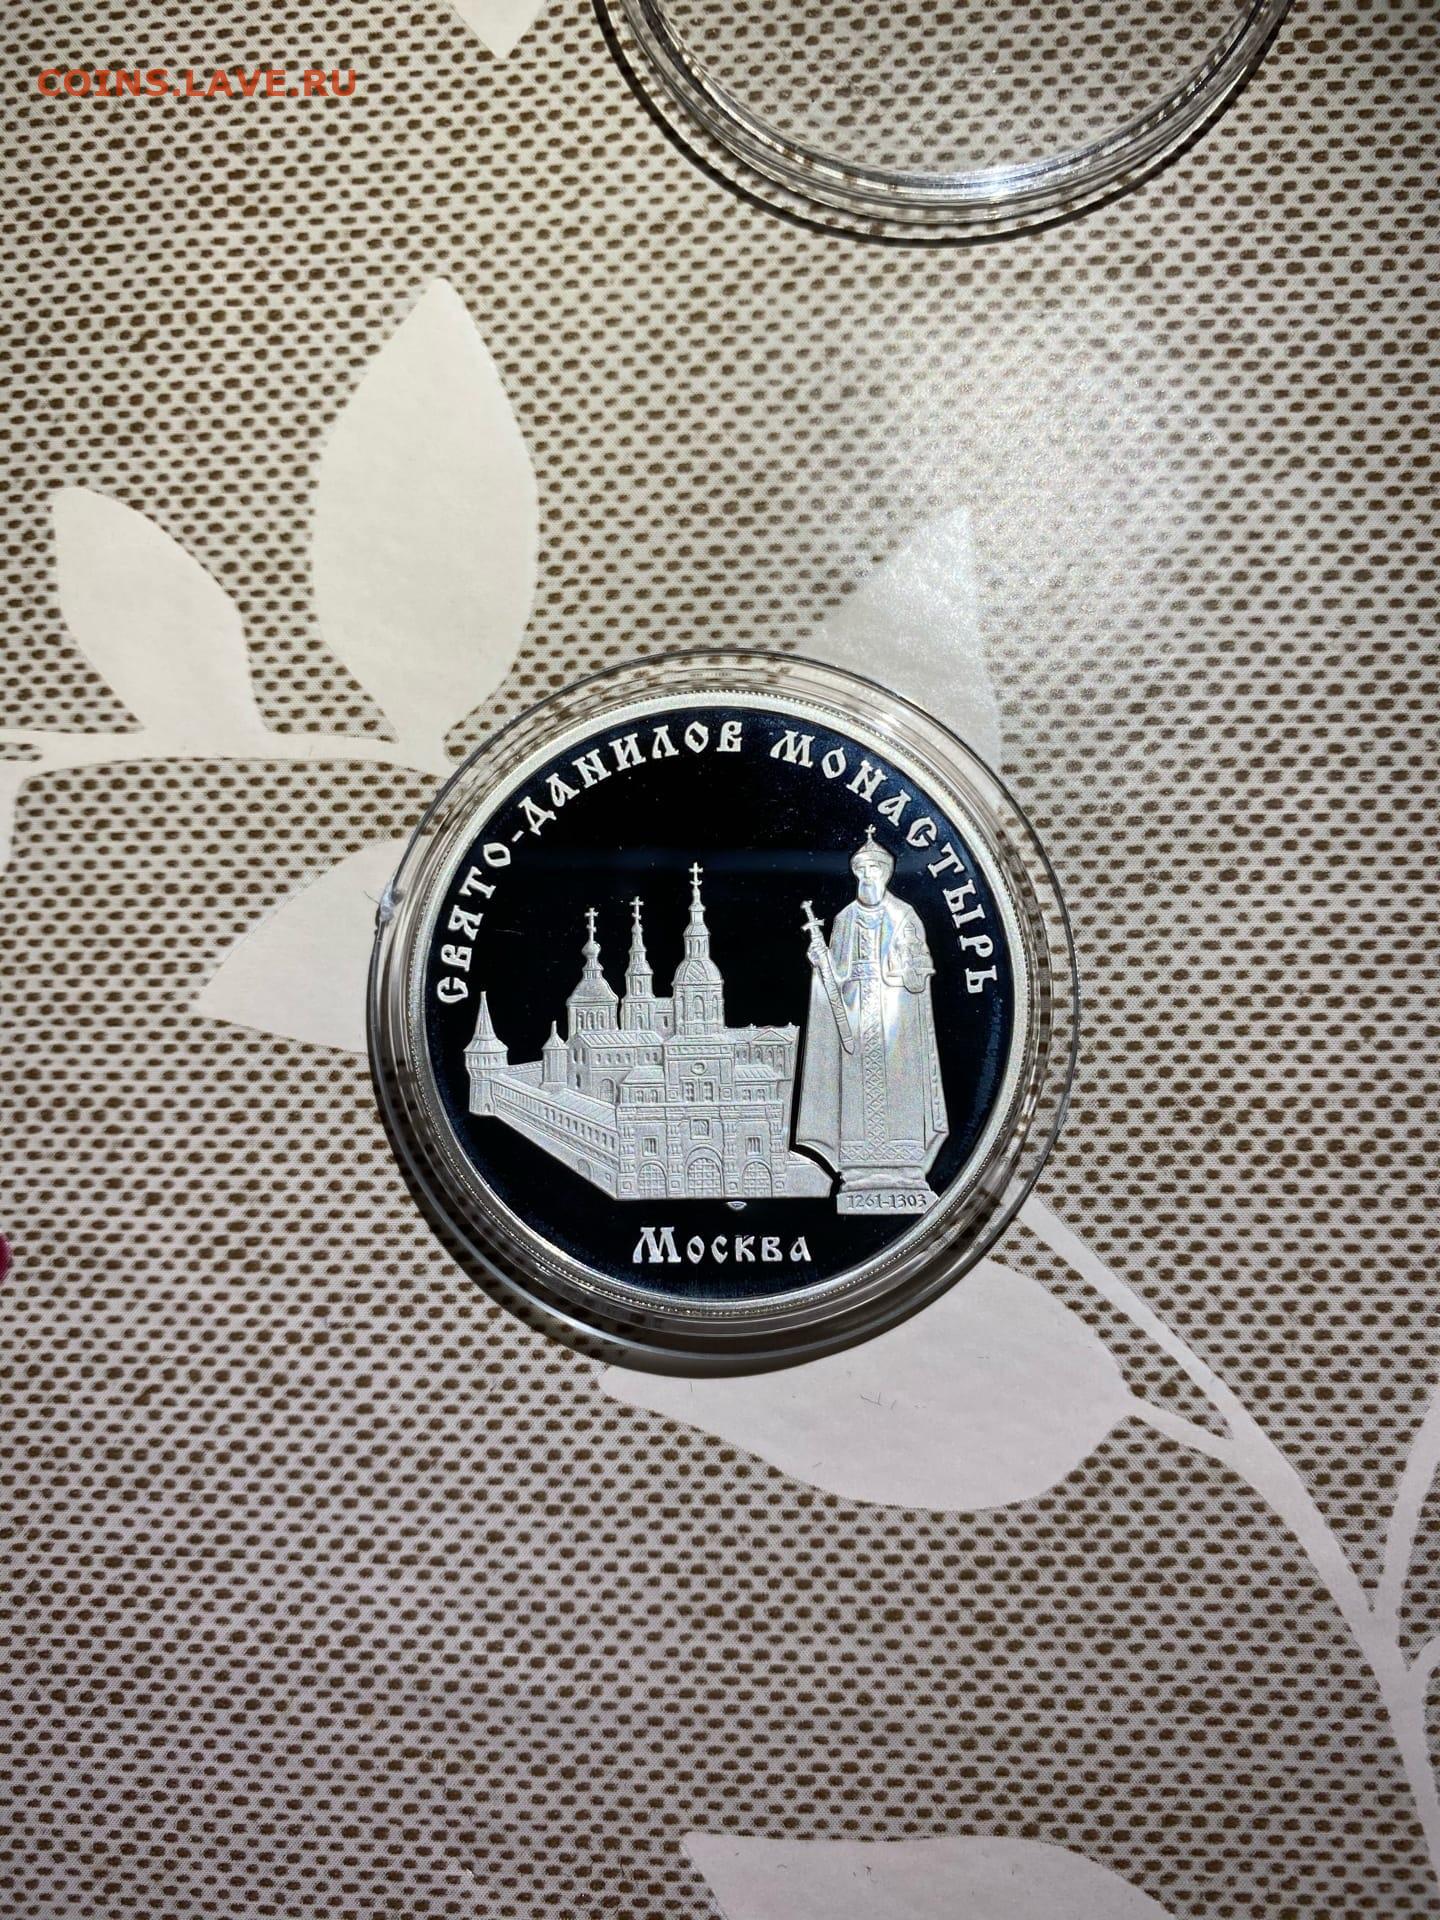 COINS.LAVE.RU
СВЯТО-ДАНИЛОВ МОНАСТЫРЬ
1261-1303
МОСКВА